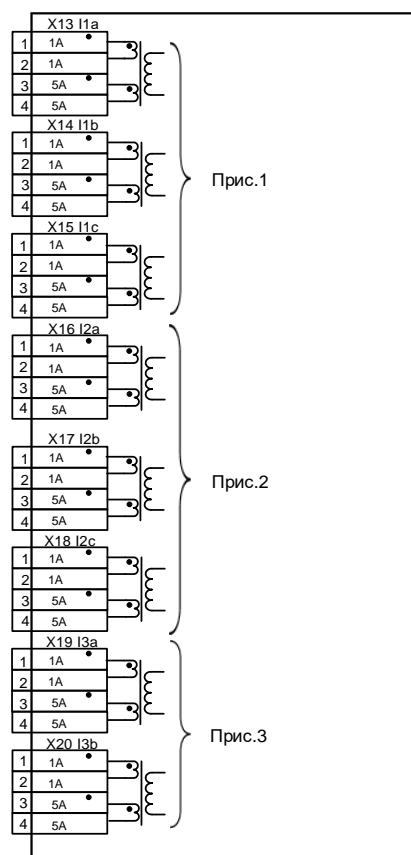 X13 I1a
1 1A
2 1A
3 5A
4 5A
X14 I1b
1 1A
2 1A
3 5A
4 5A
Прис.1
X15 I1c
1 1A
2 1A
3 5A
4 5A
X16 I2a
1 1A
2 1A
3 5A
4 5A
X17 I2b
1 1A
2 1A
3 5A
4 5A
Прис.2
X18 I2c
1 1A
2 1A
3 5A
4 5A
X19 I3a
1 1A
2 1A
3 5A
4 5A
Прис.3
X20 I3b
1 1A
2 1A
3 5A
4 5A